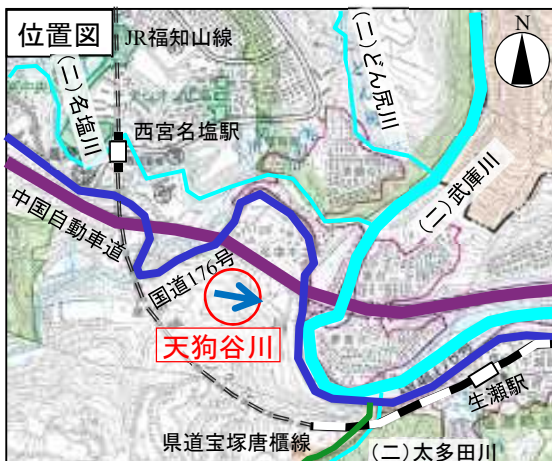 位置図
JR福知山線
(二)どん尻川
N
(二)名塩川
西宮名塩駅
(二)武庫川
中国自動車道
国道176号
天狗谷川
生瀬駅
県道宝塚唐櫃線
(二)太多田川